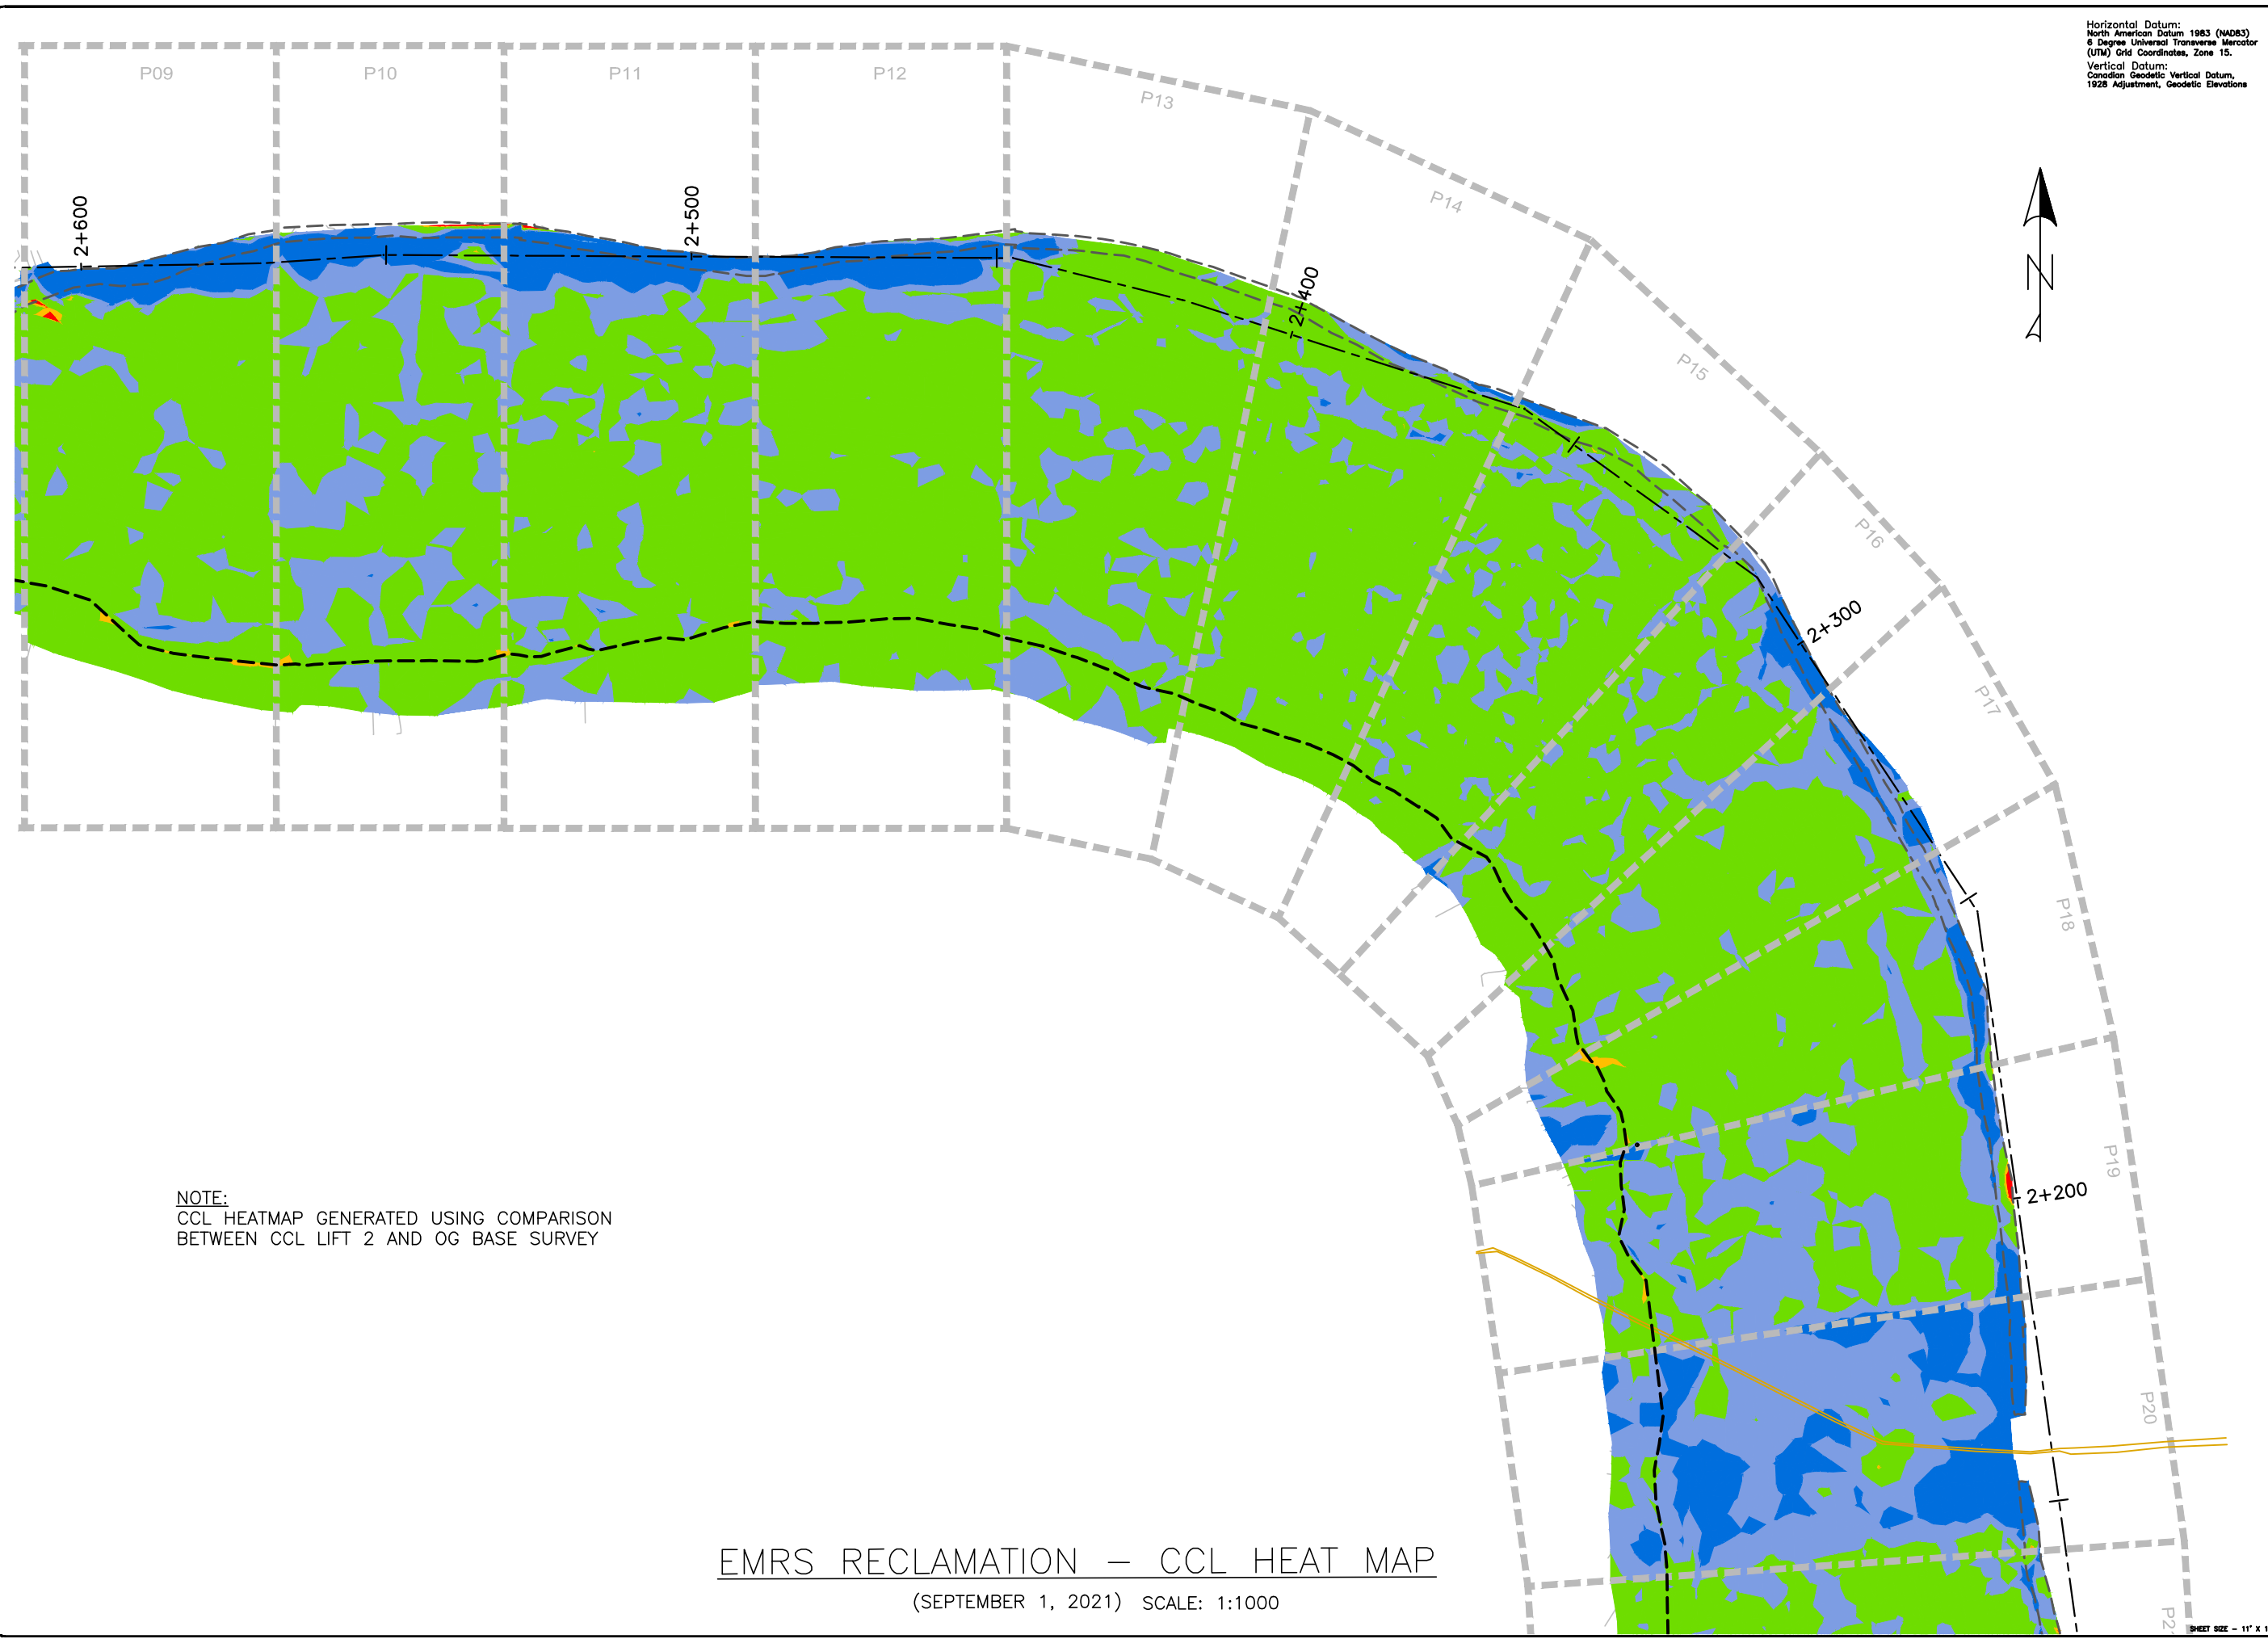 Horizontal Datum:
North American Datum 1983 (NAD83)
6 Degree Universal Transverse Mercator
(UTM) Grid Coordinates, Zone 15.
Vertical Datum:
Canadian Geodetic Vertical Datum,
1928 Adjustment, Geodetic Elevations
P09
P10
P11
P12
P13
P14
P15
P16
P17
P18
P19
P20
2+600
2+500
2+400
2+300
2+200
N
NOTE:
CCL HEATMAP GENERATED USING COMPARISON
BETWEEN CCL LIFT 2 AND OG BASE SURVEY
EMRS RECLAMATION – CCL HEAT MAP
(SEPTEMBER 1, 2021) SCALE: 1:1000
SHEET SIZE - 11" X